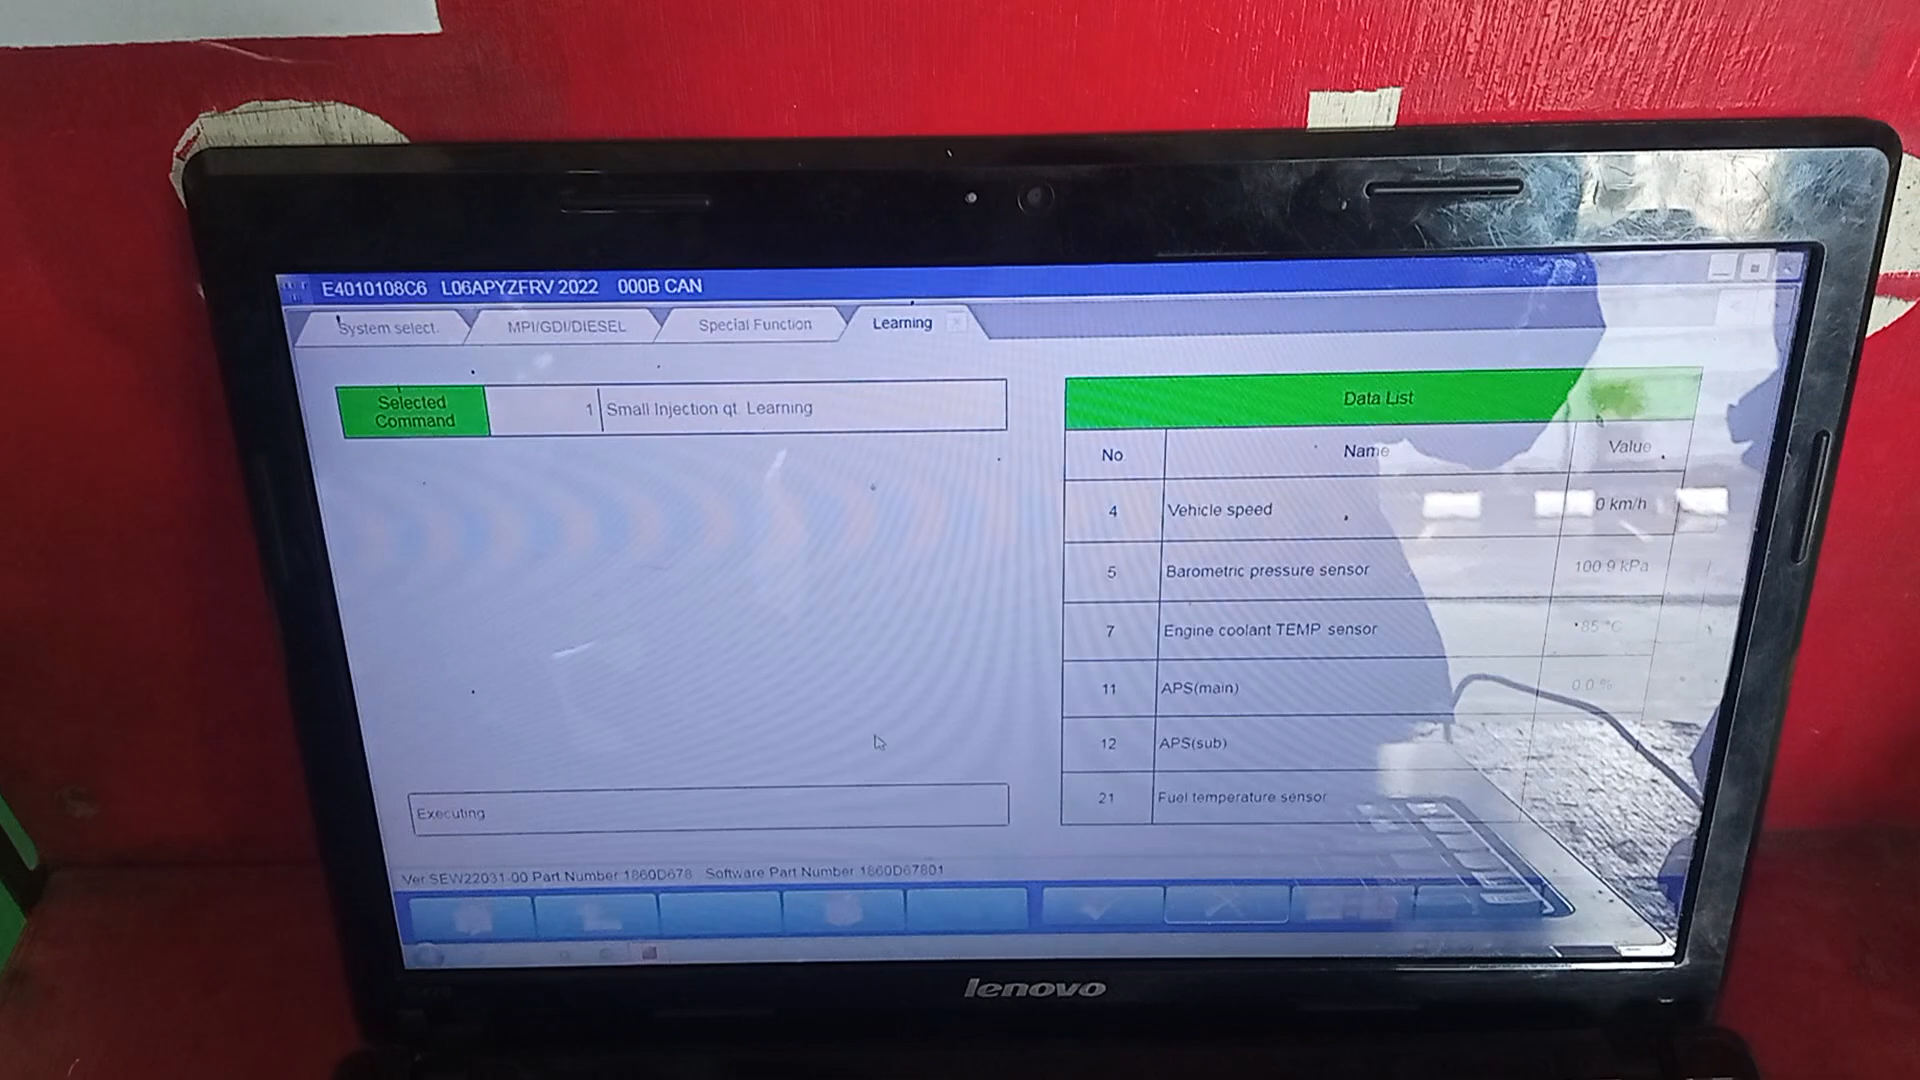 E4010108C6 L06APYZFRV 2022 000B CAN
System select.
MPI/GDI/DIESEL
Special Function
Learning
Selected Command
1 Small Injection qt. Learning
Data List
No Name Value
4 Vehicle speed 0 km/h
5 Barometric pressure sensor 100.9 kPa
7 Engine coolant TEMP. sensor 85 °C
11 APS(main) 0.0 %
12 APS(sub)
21 Fuel temperature sensor
Executing
Ver.SEW22031-00 Part Number 1860D678 Software Part Number 1860D67801
lenovo